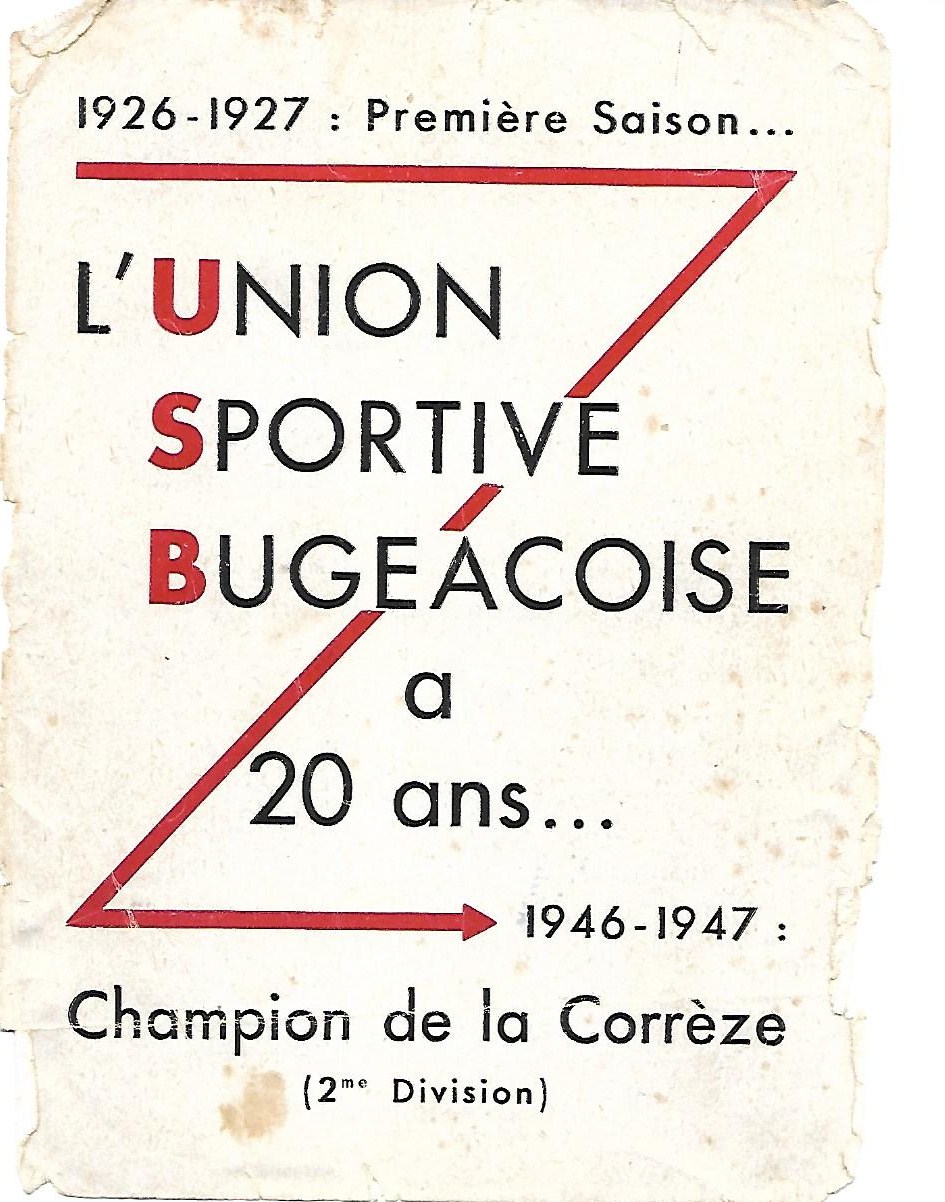 1926-1927 : Première Saison...
L'UNION
SPORTIVE
BUGEACOISE
a
20 ans...
1946-1947 :
Champion de la Corrèze
(2me Division)